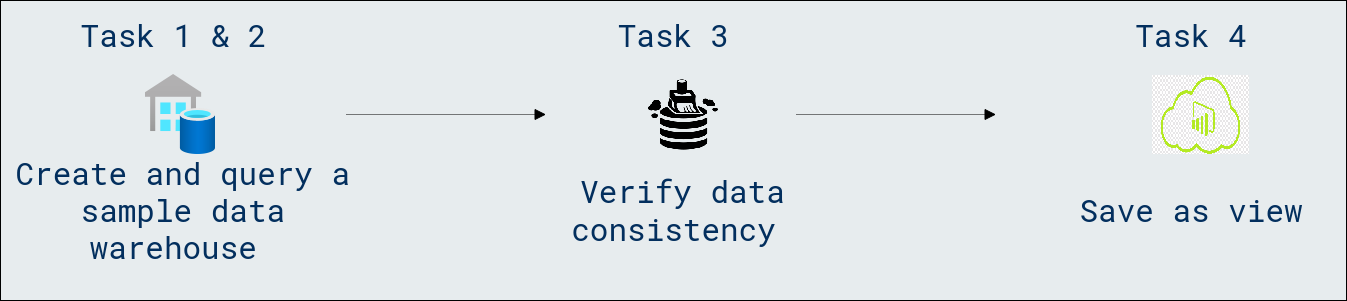 Task 1 & 2
Task 3
Task 4
Create and query a
sample data
warehouse
Verify data
consistency
Save as view